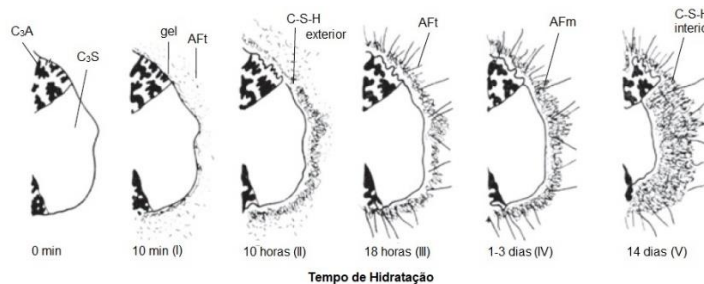 C₃A
C₃S
gel
AFt
C-S-H
exterior
AFt
AFm
C-S-H
interior
0 min
10 min (I)
10 horas (II)
18 horas (III)
1-3 dias (IV)
14 dias (V)
Tempo de Hidratação